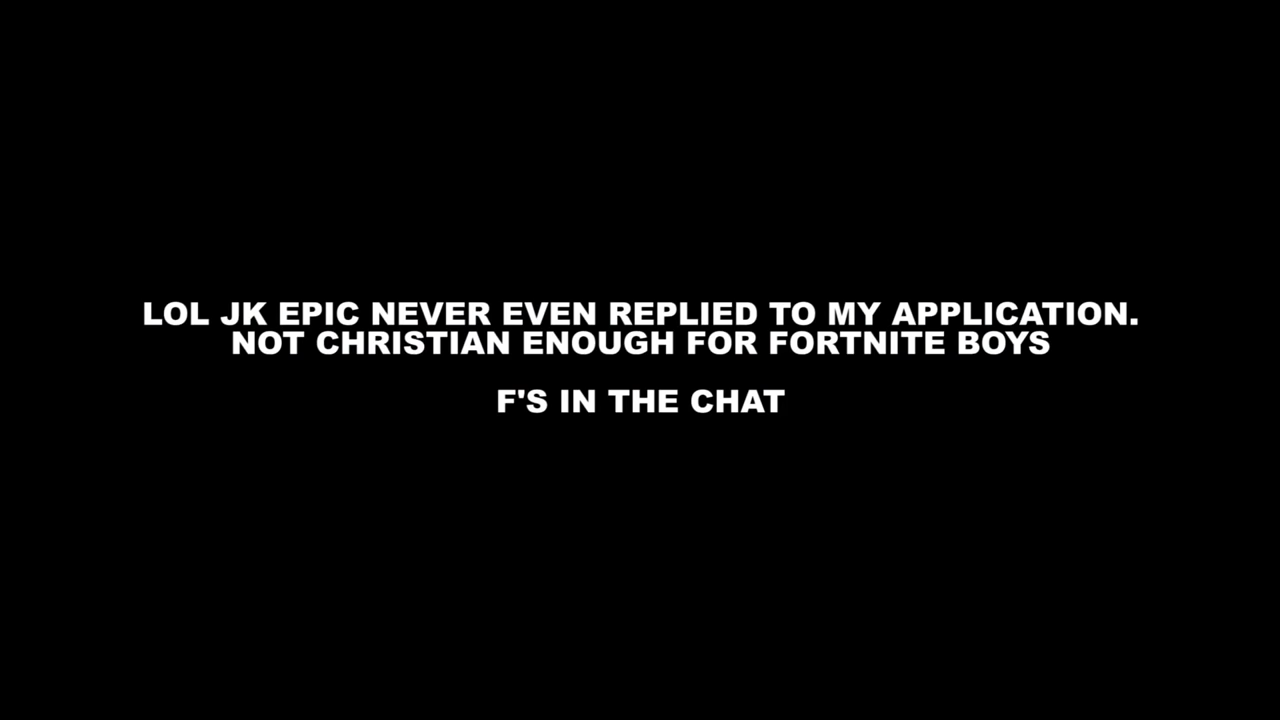 LOL JK EPIC NEVER EVEN REPLIED TO MY APPLICATION.
NOT CHRISTIAN ENOUGH FOR FORTNITE BOYS
F'S IN THE CHAT